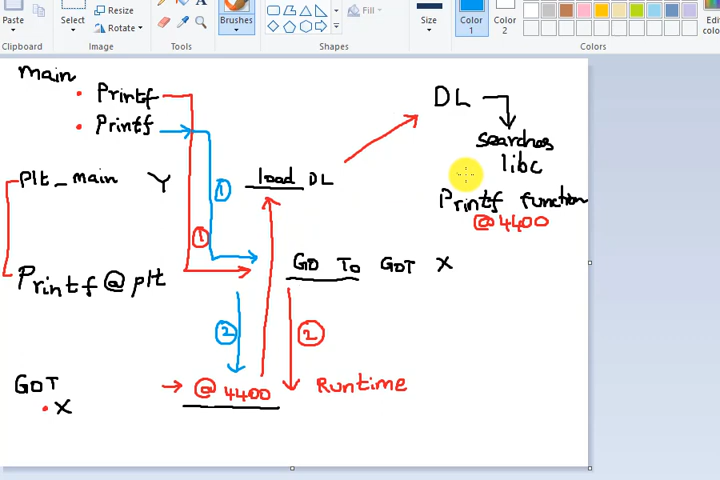 Paste
Select
Resize
Rotate
Brushes
Fill
Size
Color
1
Color
2
Edit
colo
Clipboard
Image
Tools
Shapes
Colors
main
Printf
Printf
DL
searches
libc
Printf function
@4400
plt_main Y
1
load DL
1
GO TO GOT X
Printf@plt
2
2
GOT
@ 4400 Runtime
X